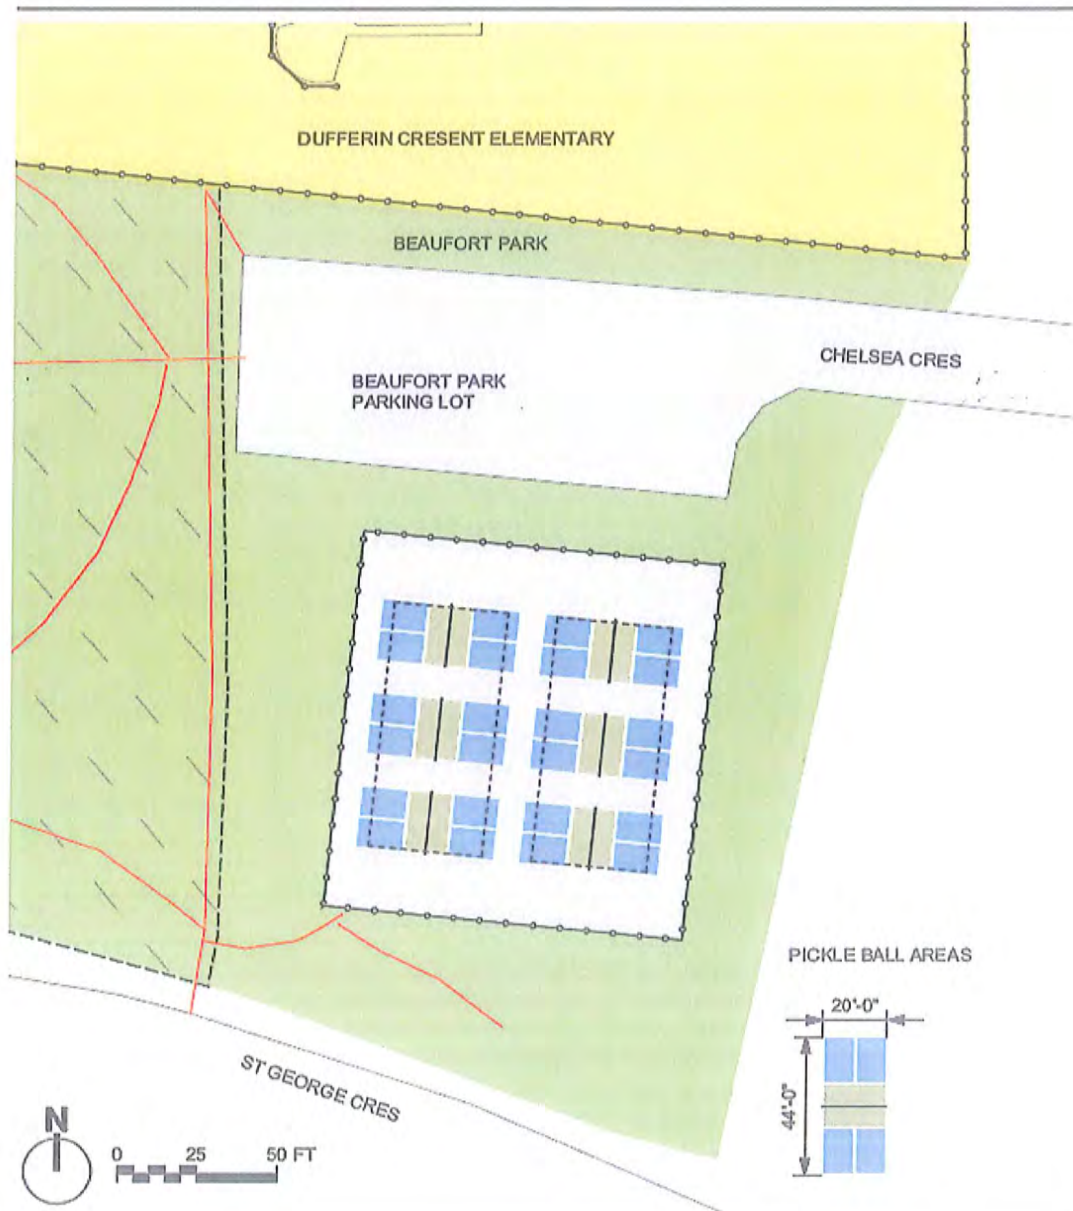 DUFFERIN CRESENT ELEMENTARY
BEAUFORT PARK
CHELSEA CRES
BEAUFORT PARK
PARKING LOT
PICKLE BALL AREAS
20'-0"
44'-0"
ST GEORGE CRES
N
0 25 50 FT